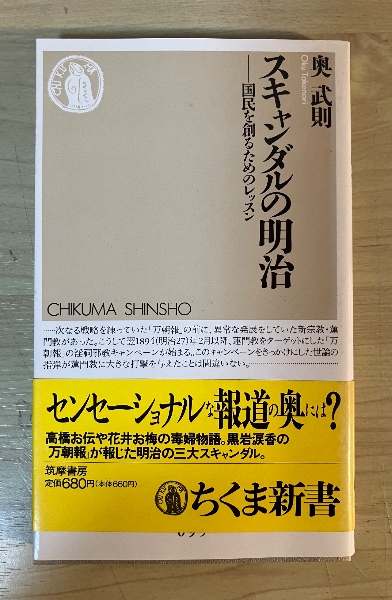 奥 武則
Oku Takenori
スキャンダルの明治
──国民を創るためのレッスン
CHIKUMA SHINSHO
……次なる戦略を練っていた「万朝報」の前に、異常な発展をしていた新宗教・蓮
門教があった。こうして翌1894(明治27)年2月以降、蓮門教をターゲットにした「万
朝報」の淫祠邪教キャンペーンが始まる。このキャンペーンをきっかけにした世論の
指弾が蓮門教に大きな打撃を与えたことは間違いない。
センセーショナルな報道の奥には?
高橋お伝や花井お梅の毒婦物語。黒岩涙香の
「万朝報」が報じた明治の三大スキャンダル。
筑摩書房
定価680円(本体660円)
ちくま新書